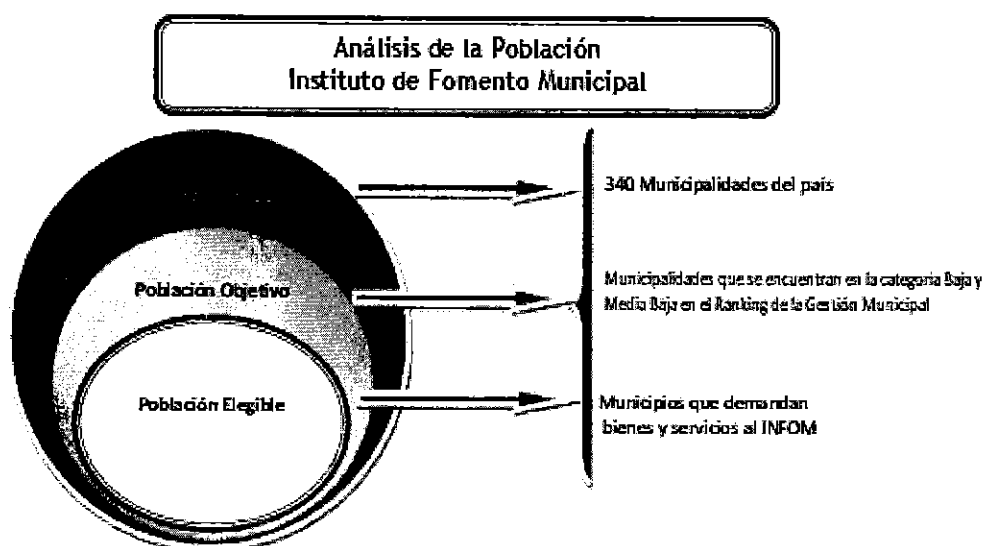 Análisis de la Población
Instituto de Fomento Municipal
340 Municipalidades del país
Población Objetivo
Municipalidades que se encuentran en la categoria Baja y
Media Baja en el Ranking de la Gestión Municipal
Población Elegible
Municipios que demandan
bienes y servicios al INFOM